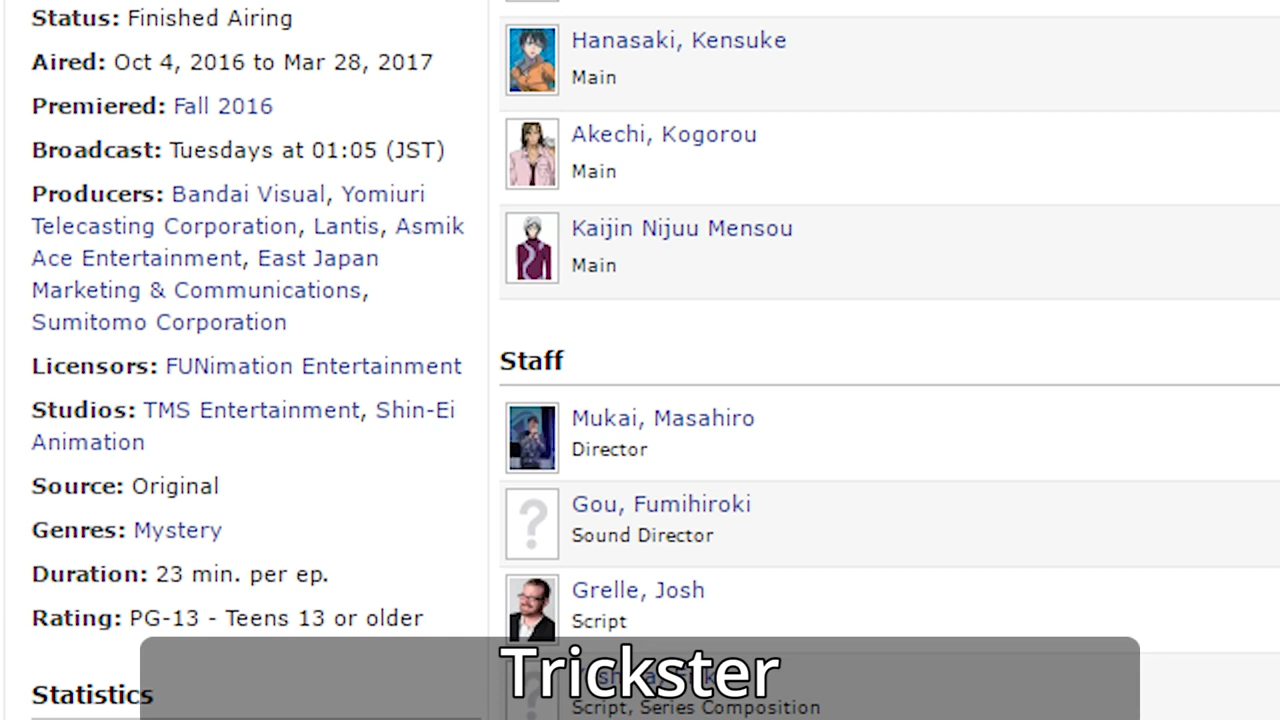 Status: Finished Airing
Aired: Oct 4, 2016 to Mar 28, 2017
Premiered: Fall 2016
Broadcast: Tuesdays at 01:05 (JST)
Producers: Bandai Visual, Yomiuri
Telecasting Corporation, Lantis, Asmik
Ace Entertainment, East Japan
Marketing & Communications,
Sumitomo Corporation
Licensors: FUNimation Entertainment
Studios: TMS Entertainment, Shin-Ei
Animation
Source: Original
Genres: Mystery
Duration: 23 min. per ep.
Rating: PG-13 - Teens 13 or older
Statistics
Hanasaki, Kensuke
Main
Akechi, Kogorou
Main
Kaijin Nijuu Mensou
Main
Staff
Mukai, Masahiro
Director
Gou, Fumihiroki
Sound Director
Grelle, Josh
Script
Script, Series Composition
Trickster